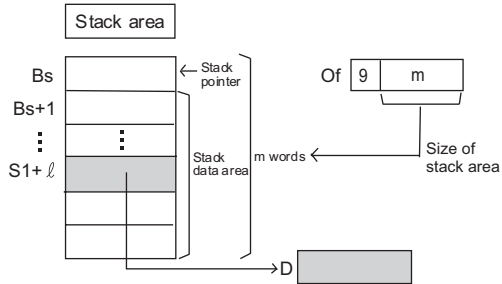 Stack area
Bs
Stack
pointer
Of 9 m
Bs+1
S1+ ℓ
Stack
data area
m words
Size of
stack area
D